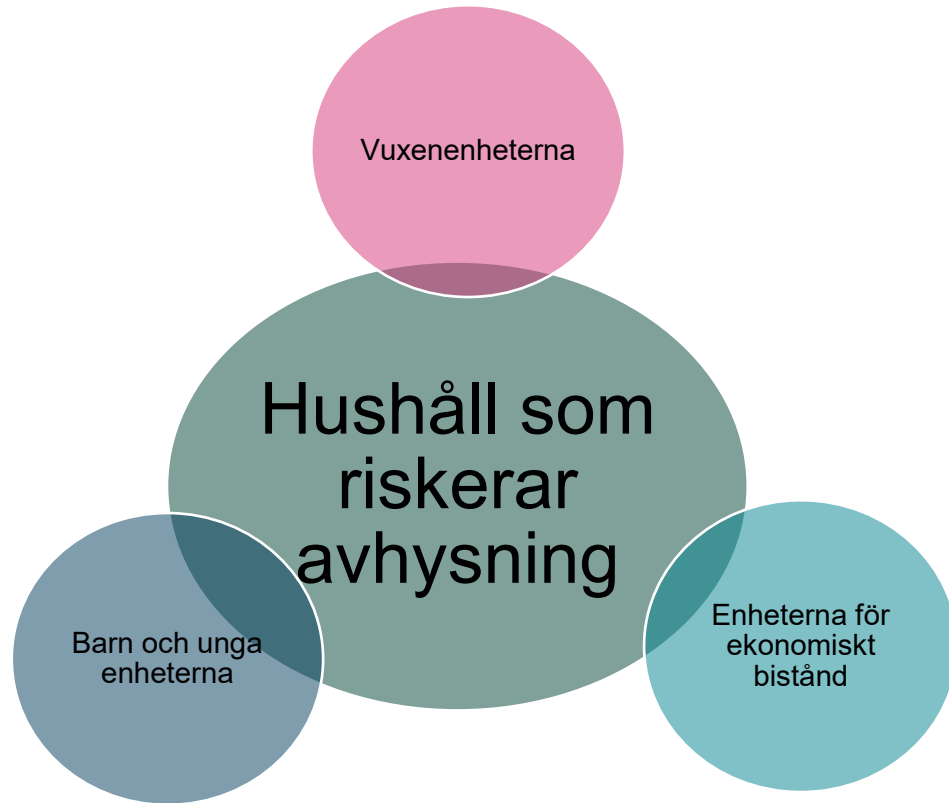 Vuxenenheterna
Hushåll som
riskerar
avhysning
Barn och unga
enheterna
Enheterna för
ekonomiskt
bistånd